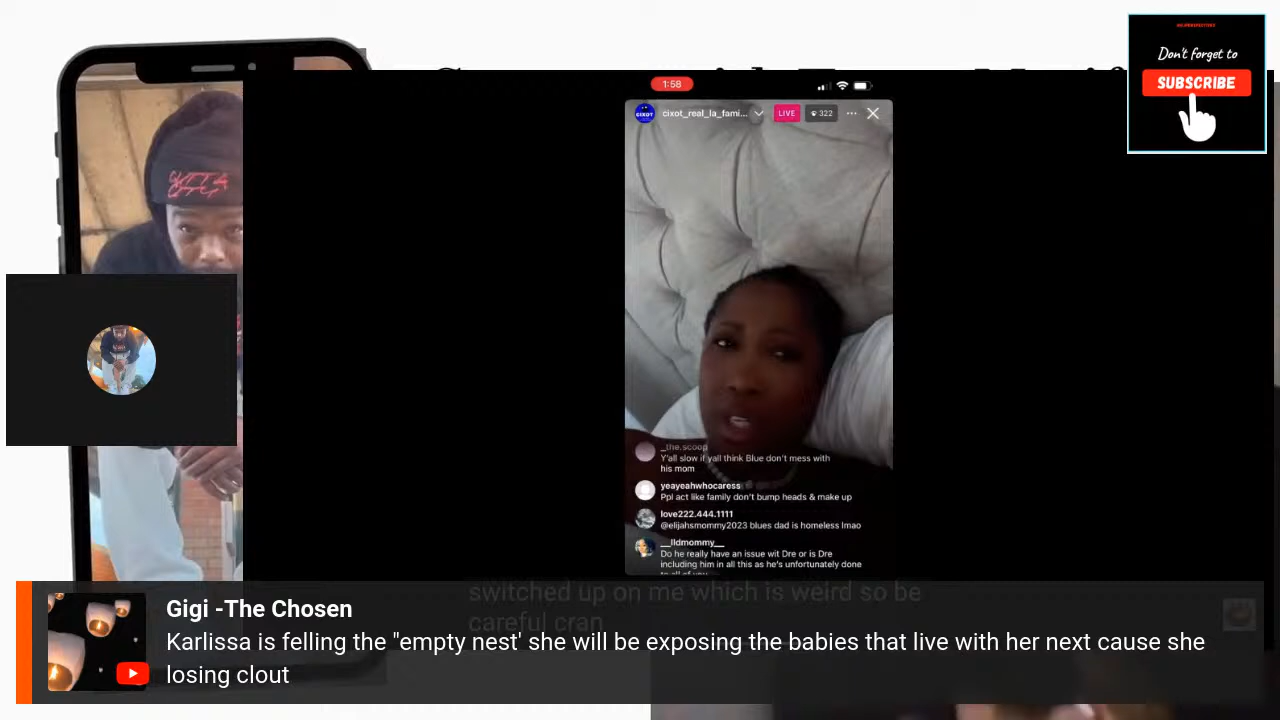 Don't forget to
SUBSCRIBE
1:58
CIXOT
cixot_real_la_fami...
LIVE
322
_the.scoop
Y'all slow if yall think Blue don't mess with
his mom
yeayeahwhocaress
Ppl act like family don't bump heads & make up
love222.444.1111
@elijahsmommy2023 blues dad is homeless lmao
__lldmommy__
Do he really have an issue wit Dre or is Dre
including him in all this as he's unfortunately done
to all of you
switched up on me which is weird so be
careful cran
Gigi -The Chosen
Karlissa is felling the "empty nest' she will be exposing the babies that live with her next cause she
losing clout